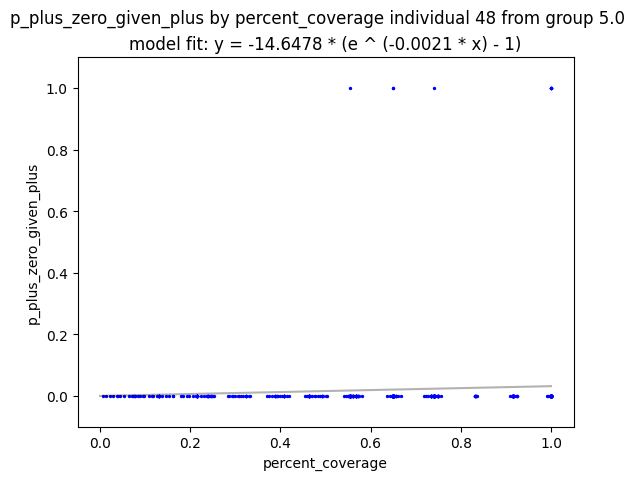 p_plus_zero_given_plus by percent_coverage individual 48 from group 5.0
model fit: y = -14.6478 * (e ^ (-0.0021 * x) - 1)
1.0
0.8
0.6
0.4
0.2
0.0
p_plus_zero_given_plus
0.0 0.2 0.4 0.6 0.8 1.0
percent_coverage